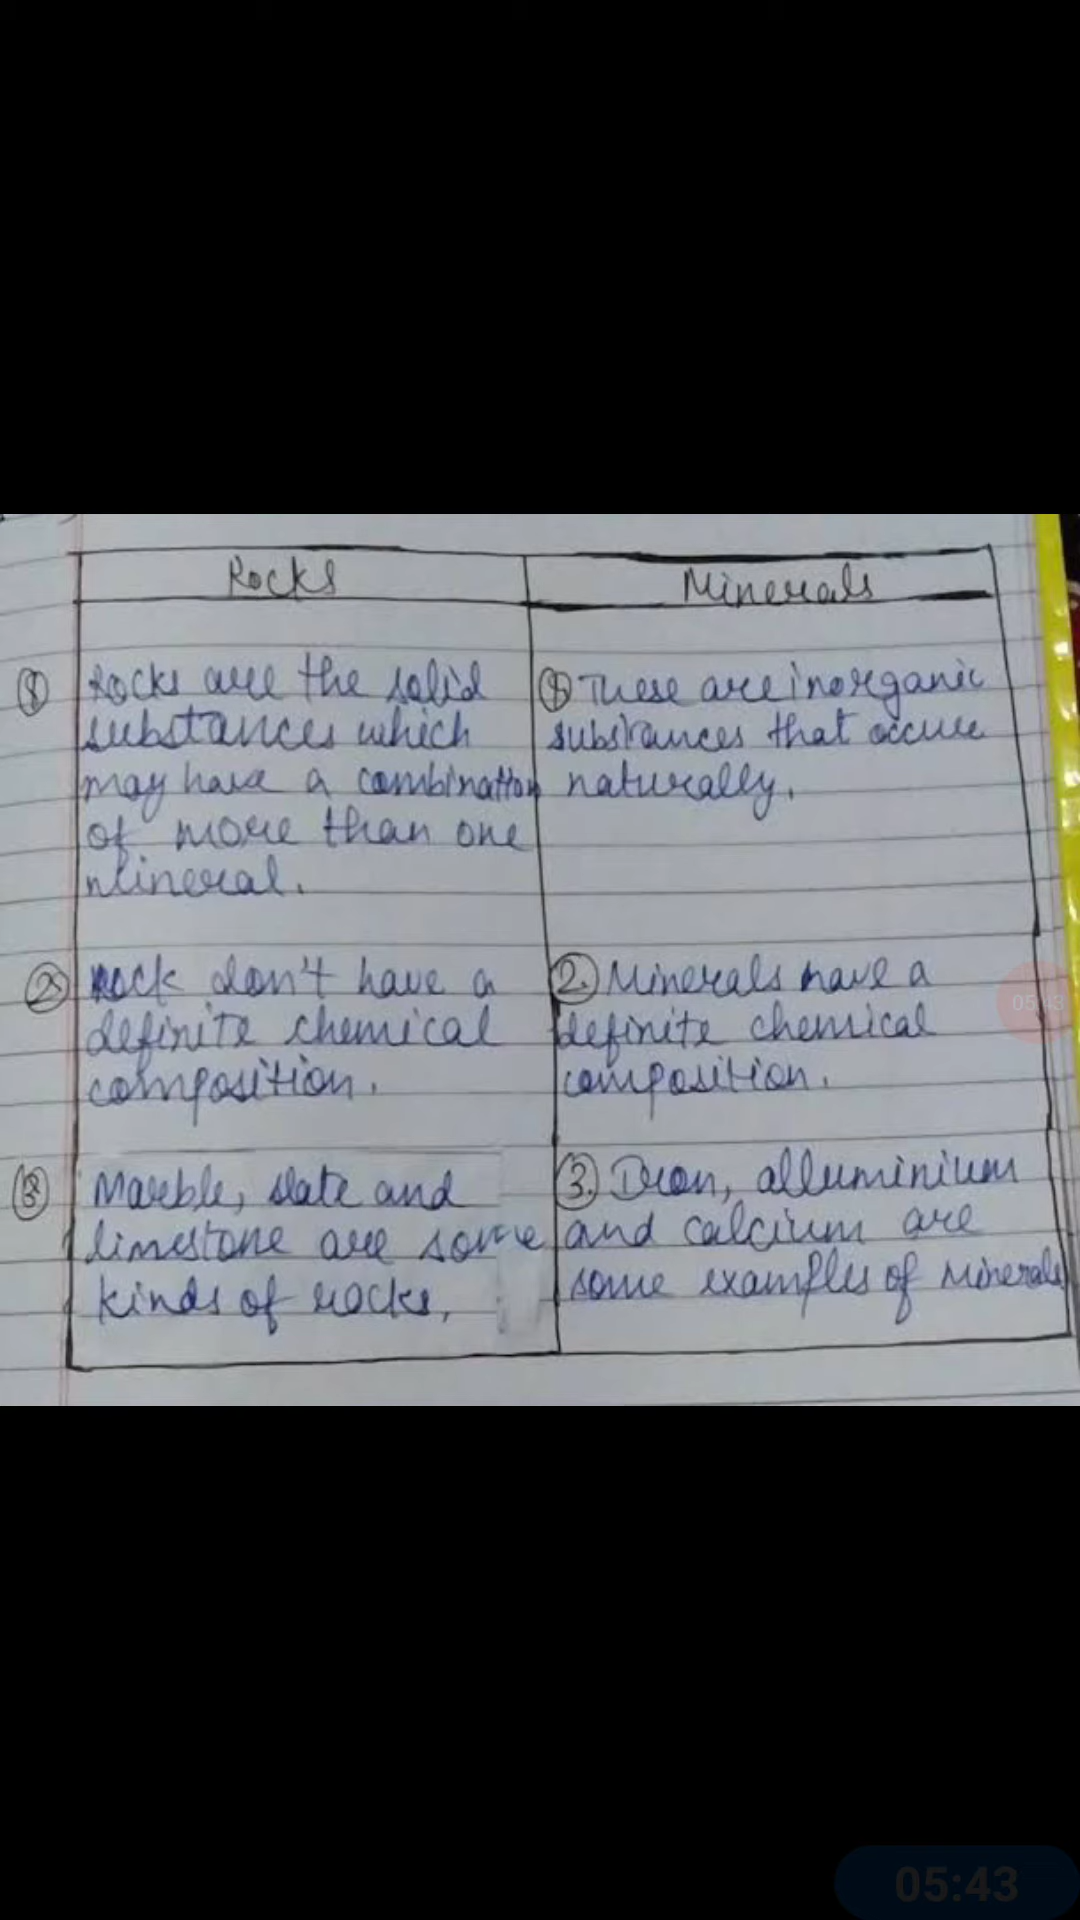 Rocks
Minerals
① Rocks are the solid
substances which
may have a combination
of more than one
Mineral.
① These are inorganic
substances that occure
naturally.
② rock don't have a
definite chemical
composition.
2. Minerals have a
definite chemical
composition.
③ Marble, slate and
limestone are some
kinds of rocks.
3. Iron, alluminium
and calcium are
some examples of Minerals
05:43
05:43